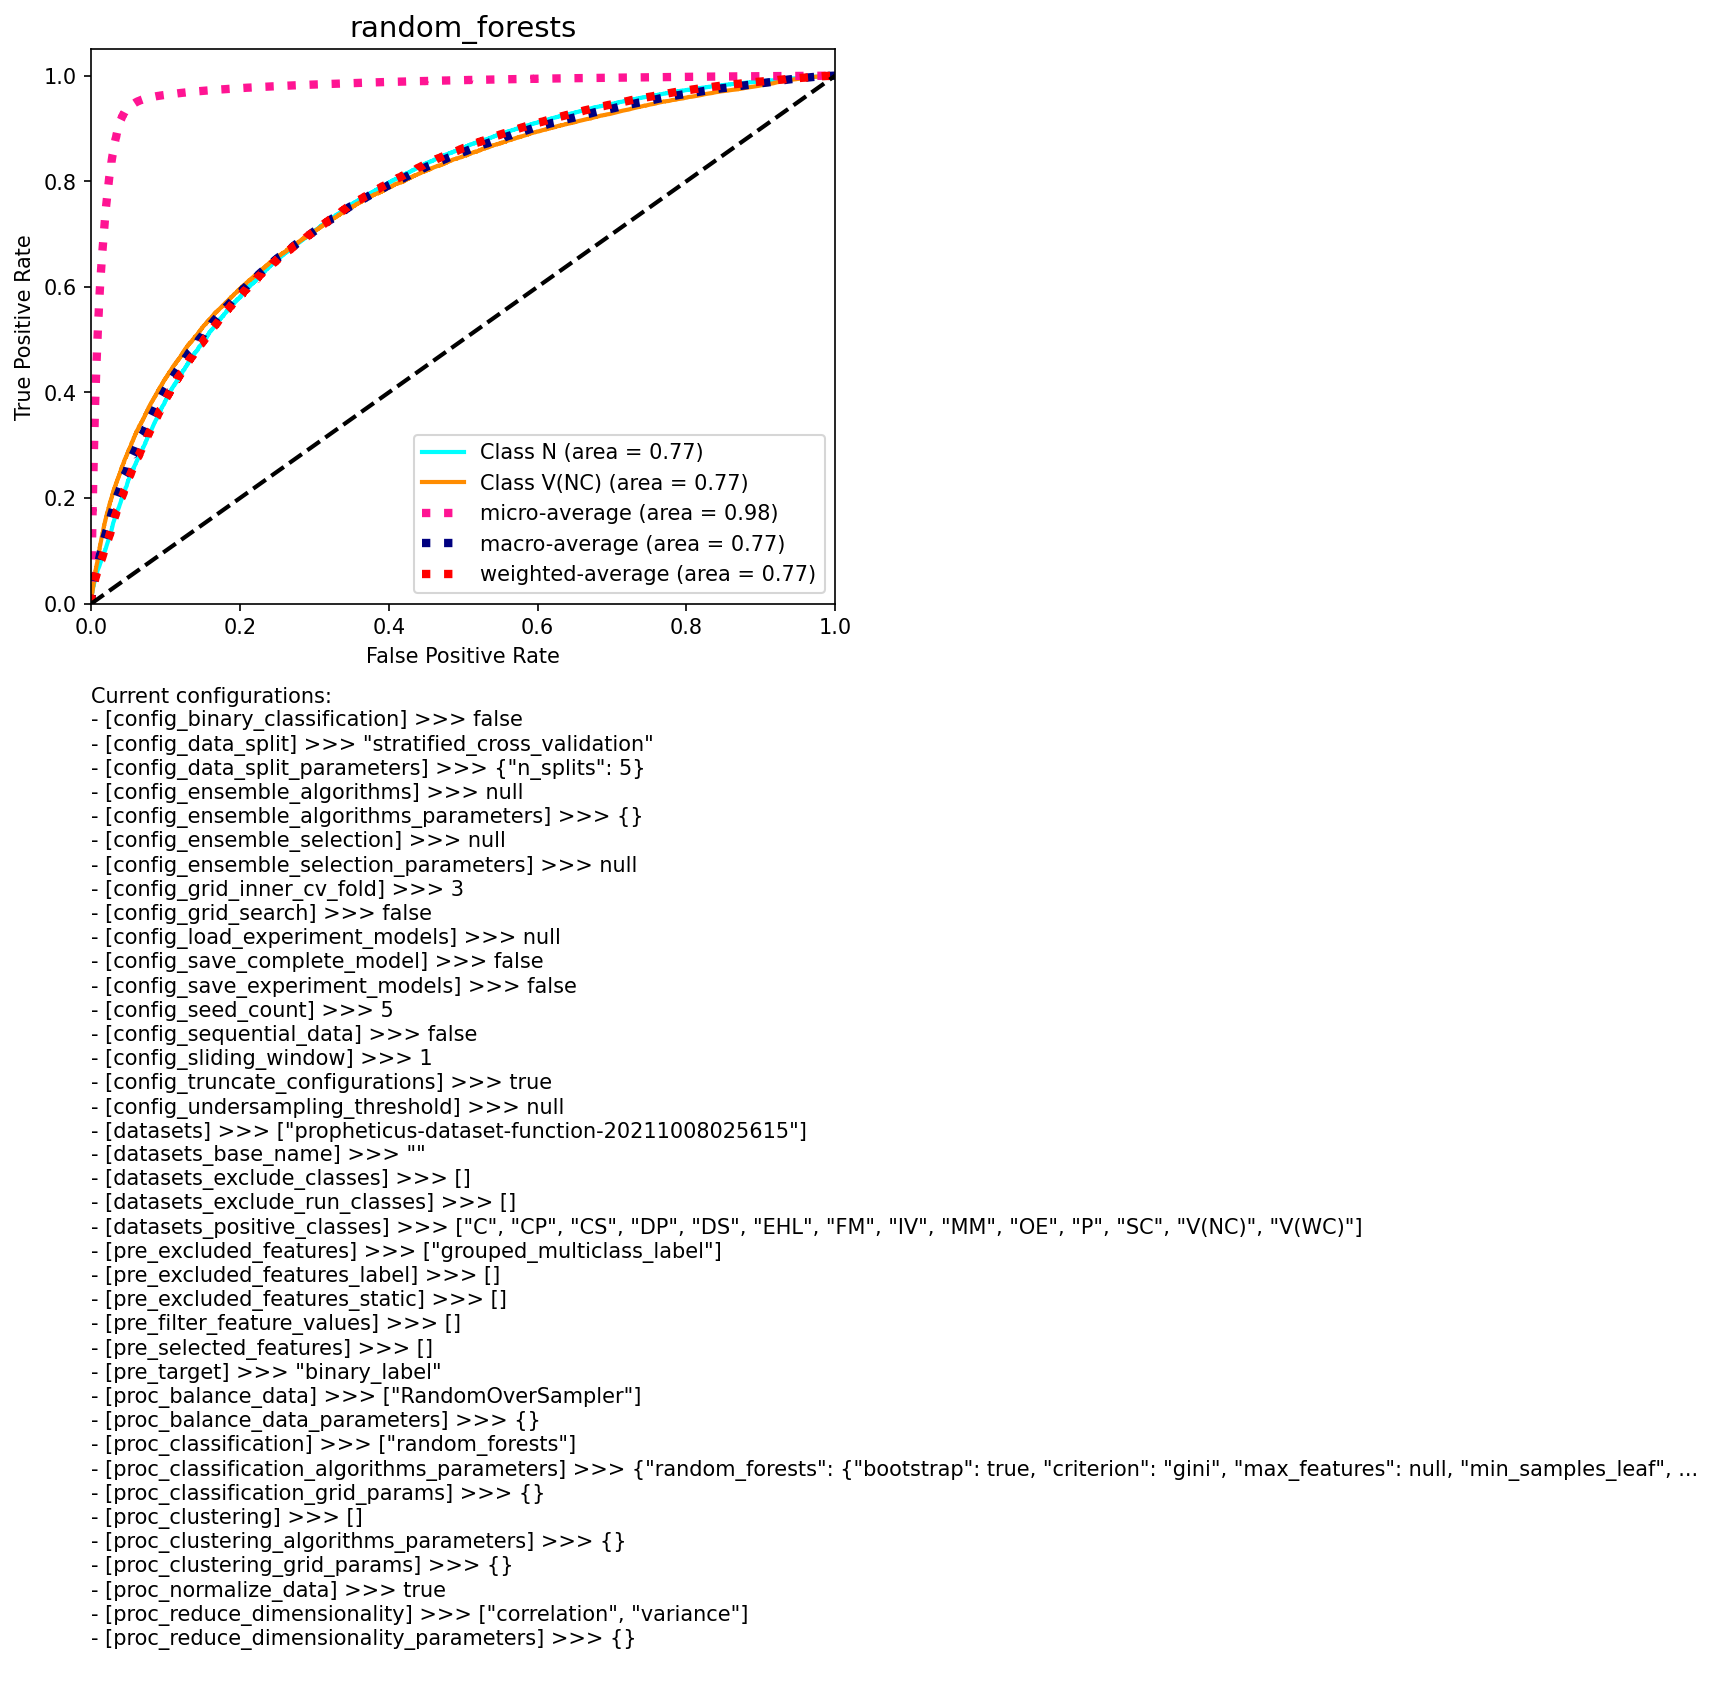 random_forests
1.0
0.8
0.6
0.4
0.2
0.0
True Positive Rate
0.0 0.2 0.4 0.6 0.8 1.0
False Positive Rate
Class N (area = 0.77)
Class V(NC) (area = 0.77)
micro-average (area = 0.98)
macro-average (area = 0.77)
weighted-average (area = 0.77)
Current configurations:
- [config_binary_classification] >>> false
- [config_data_split] >>> "stratified_cross_validation"
- [config_data_split_parameters] >>> {"n_splits": 5}
- [config_ensemble_algorithms] >>> null
- [config_ensemble_algorithms_parameters] >>> {}
- [config_ensemble_selection] >>> null
- [config_ensemble_selection_parameters] >>> null
- [config_grid_inner_cv_fold] >>> 3
- [config_grid_search] >>> false
- [config_load_experiment_models] >>> null
- [config_save_complete_model] >>> false
- [config_save_experiment_models] >>> false
- [config_seed_count] >>> 5
- [config_sequential_data] >>> false
- [config_sliding_window] >>> 1
- [config_truncate_configurations] >>> true
- [config_undersampling_threshold] >>> null
- [datasets] >>> ["propheticus-dataset-function-20211008025615"]
- [datasets_base_name] >>> ""
- [datasets_exclude_classes] >>> []
- [datasets_exclude_run_classes] >>> []
- [datasets_positive_classes] >>> ["C", "CP", "CS", "DP", "DS", "EHL", "FM", "IV", "MM", "OE", "P", "SC", "V(NC)", "V(WC)"]
- [pre_excluded_features] >>> ["grouped_multiclass_label"]
- [pre_excluded_features_label] >>> []
- [pre_excluded_features_static] >>> []
- [pre_filter_feature_values] >>> []
- [pre_selected_features] >>> []
- [pre_target] >>> "binary_label"
- [proc_balance_data] >>> ["RandomOverSampler"]
- [proc_balance_data_parameters] >>> {}
- [proc_classification] >>> ["random_forests"]
- [proc_classification_algorithms_parameters] >>> {"random_forests": {"bootstrap": true, "criterion": "gini", "max_features": null, "min_samples_leaf", ...
- [proc_classification_grid_params] >>> {}
- [proc_clustering] >>> []
- [proc_clustering_algorithms_parameters] >>> {}
- [proc_clustering_grid_params] >>> {}
- [proc_normalize_data] >>> true
- [proc_reduce_dimensionality] >>> ["correlation", "variance"]
- [proc_reduce_dimensionality_parameters] >>> {}